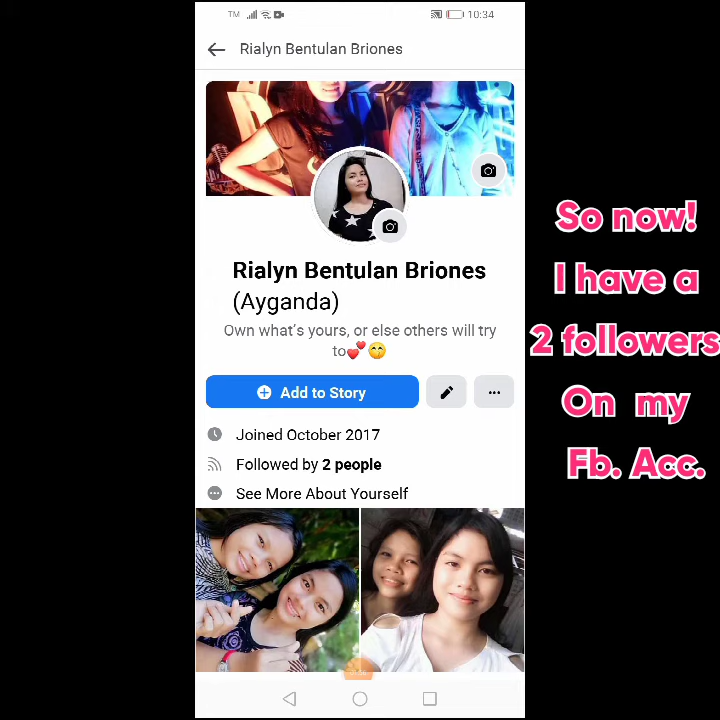 TM 10:34
Rialyn Bentulan Briones
Rialyn Bentulan Briones
(Ayganda)
Own what's yours, or else others will try
to💕😋
Add to Story
Joined October 2017
Followed by 2 people
See More About Yourself
So now!
I have a
2 followers
On my
Fb. Acc.